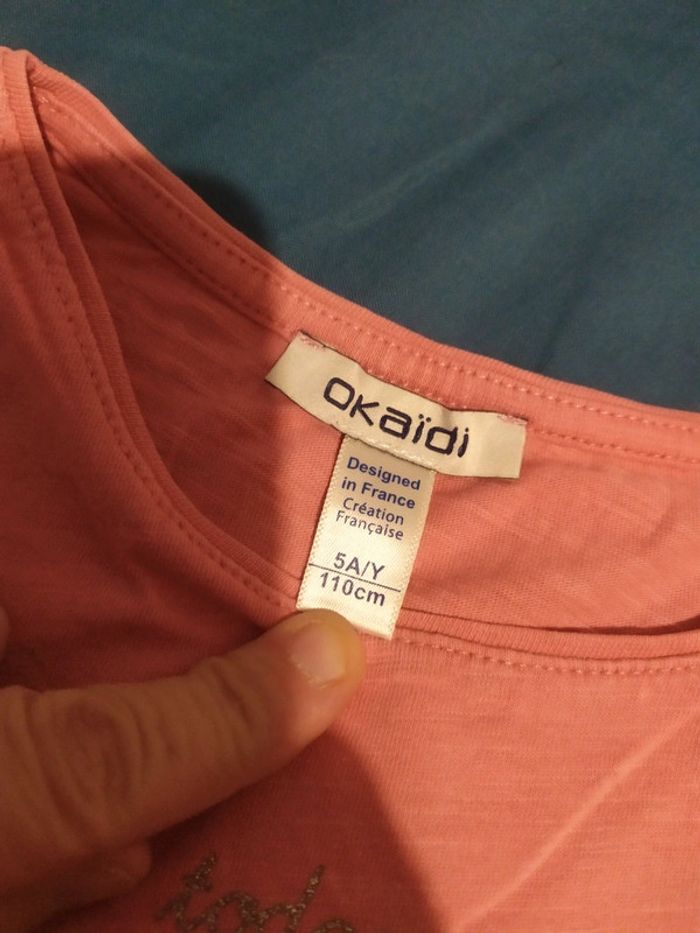 oKaïdi
Designed
in France
Création
Française
5A/Y
110cm